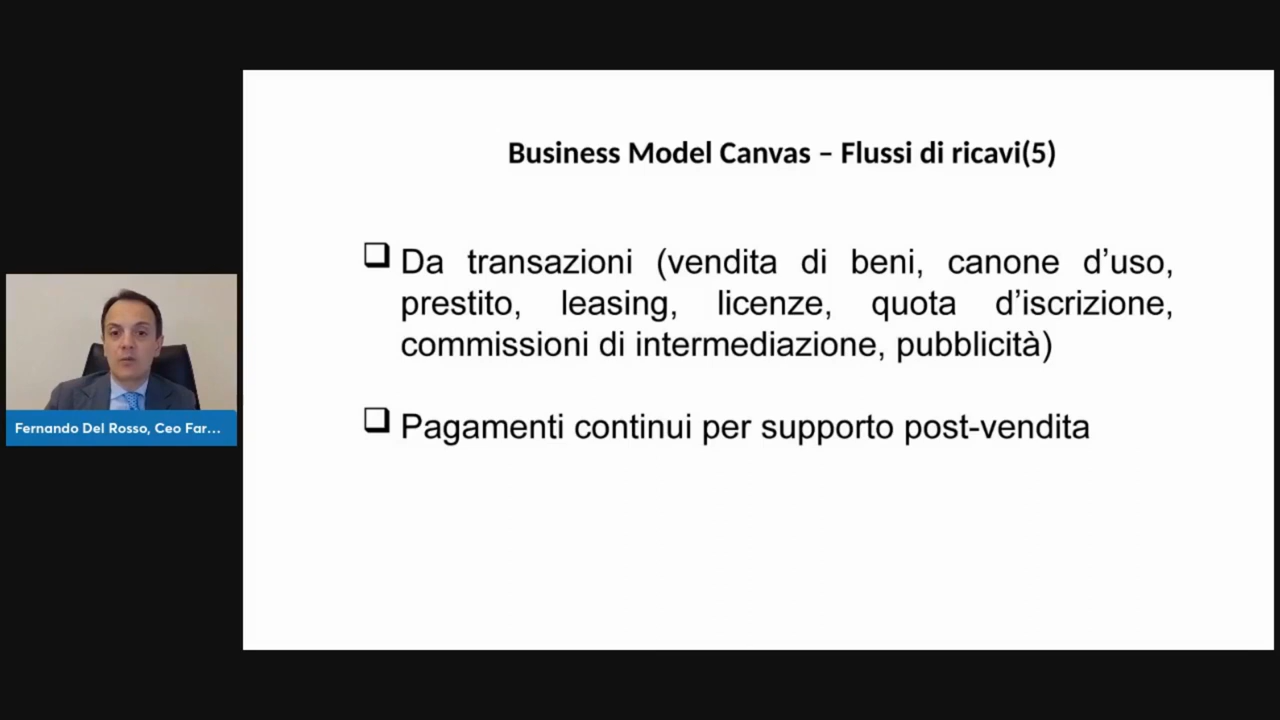 Business Model Canvas – Flussi di ricavi(5)
Da transazioni (vendita di beni, canone d’uso,
prestito, leasing, licenze, quota d’iscrizione,
commissioni di intermediazione, pubblicità)
Pagamenti continui per supporto post-vendita
Fernando Del Rosso, Ceo Far...